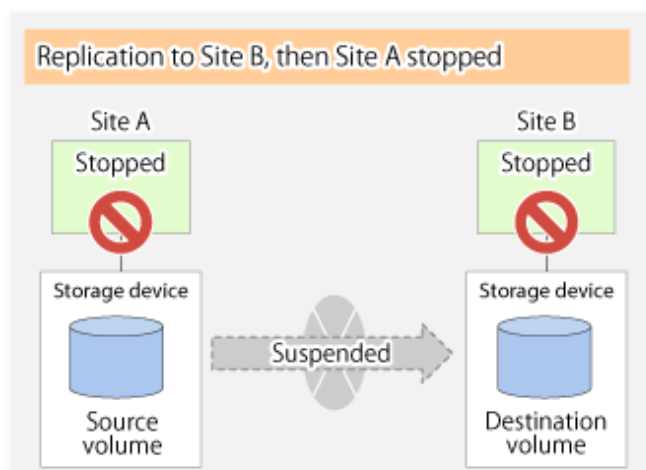 Replication to Site B, then Site A stopped
Site A
Site B
Stopped
Stopped
Storage device
Storage device
Suspended
Source
volume
Destination
volume